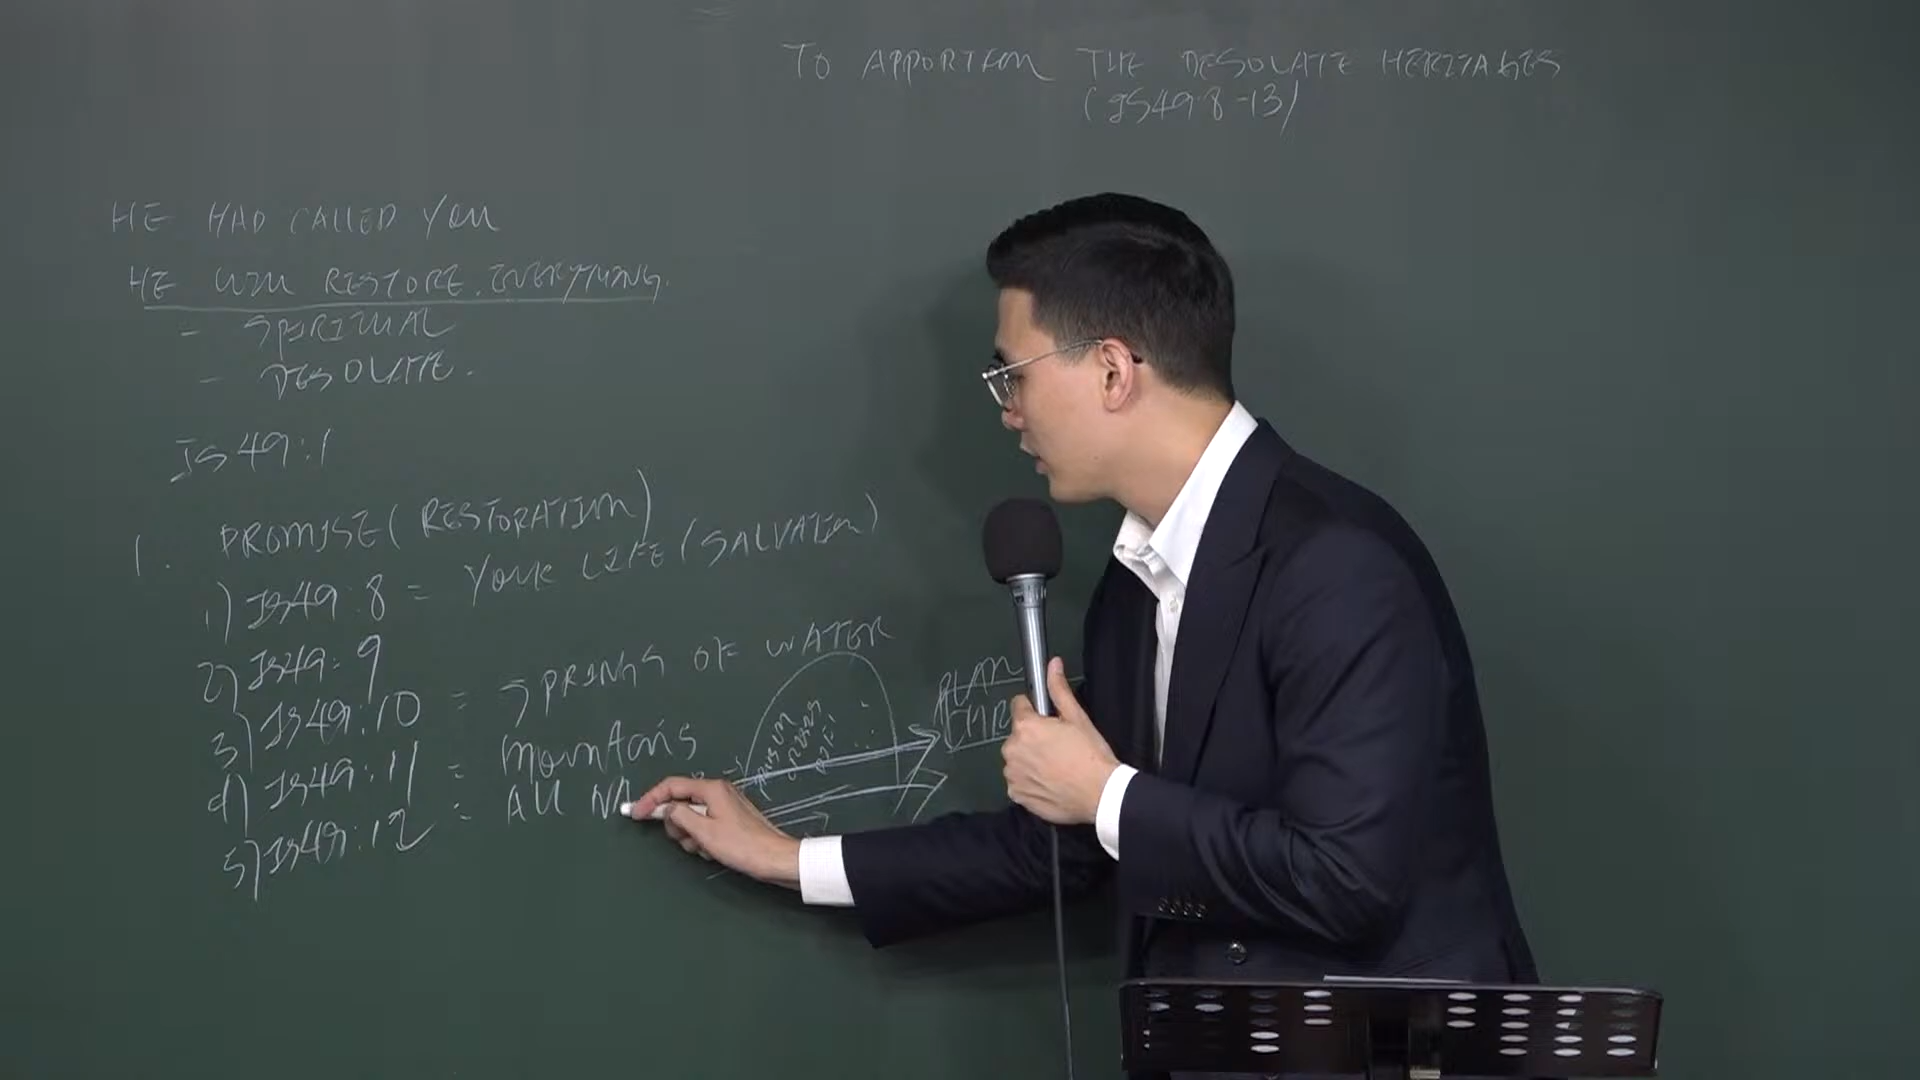 TO APPORTION THE DESOLATE HERITAGES
(IS49:8-13)
HE HAD CALLED YOU
HE WILL RESTORE EVERYTHING.
- SPIRITUAL
- DESOLATE.
IS 49:1
1. PROMISE (RESTORATION)
1) IS49:8 = YOUR LIFE (SALVATION)
2) IS49:9
3) IS49:10 = SPRINGS OF WATER
4) IS49:11 = Mountains
5) IS49:12 = All NA